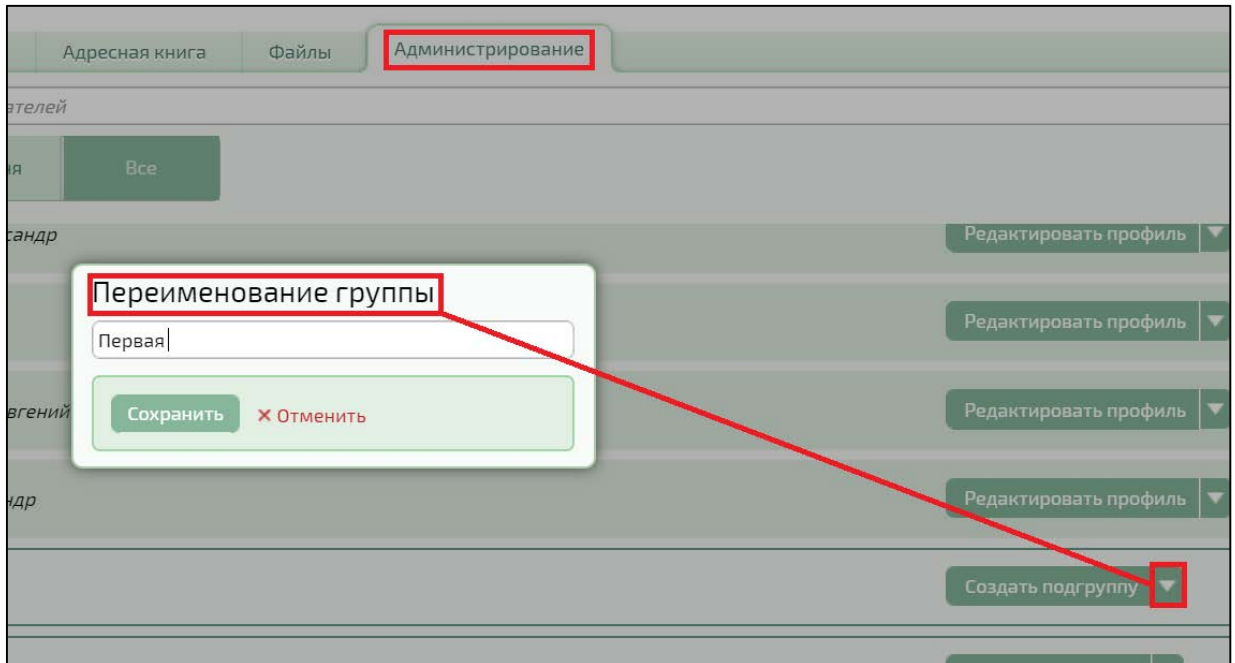 Адресная книга Файлы Администрирование
ателей
ия Все
сандр Редактировать профиль
Переименование группы
Редактировать профиль
Первая
вгений Сохранить × Отменить Редактировать профиль
ндр Редактировать профиль
Создать подгруппу